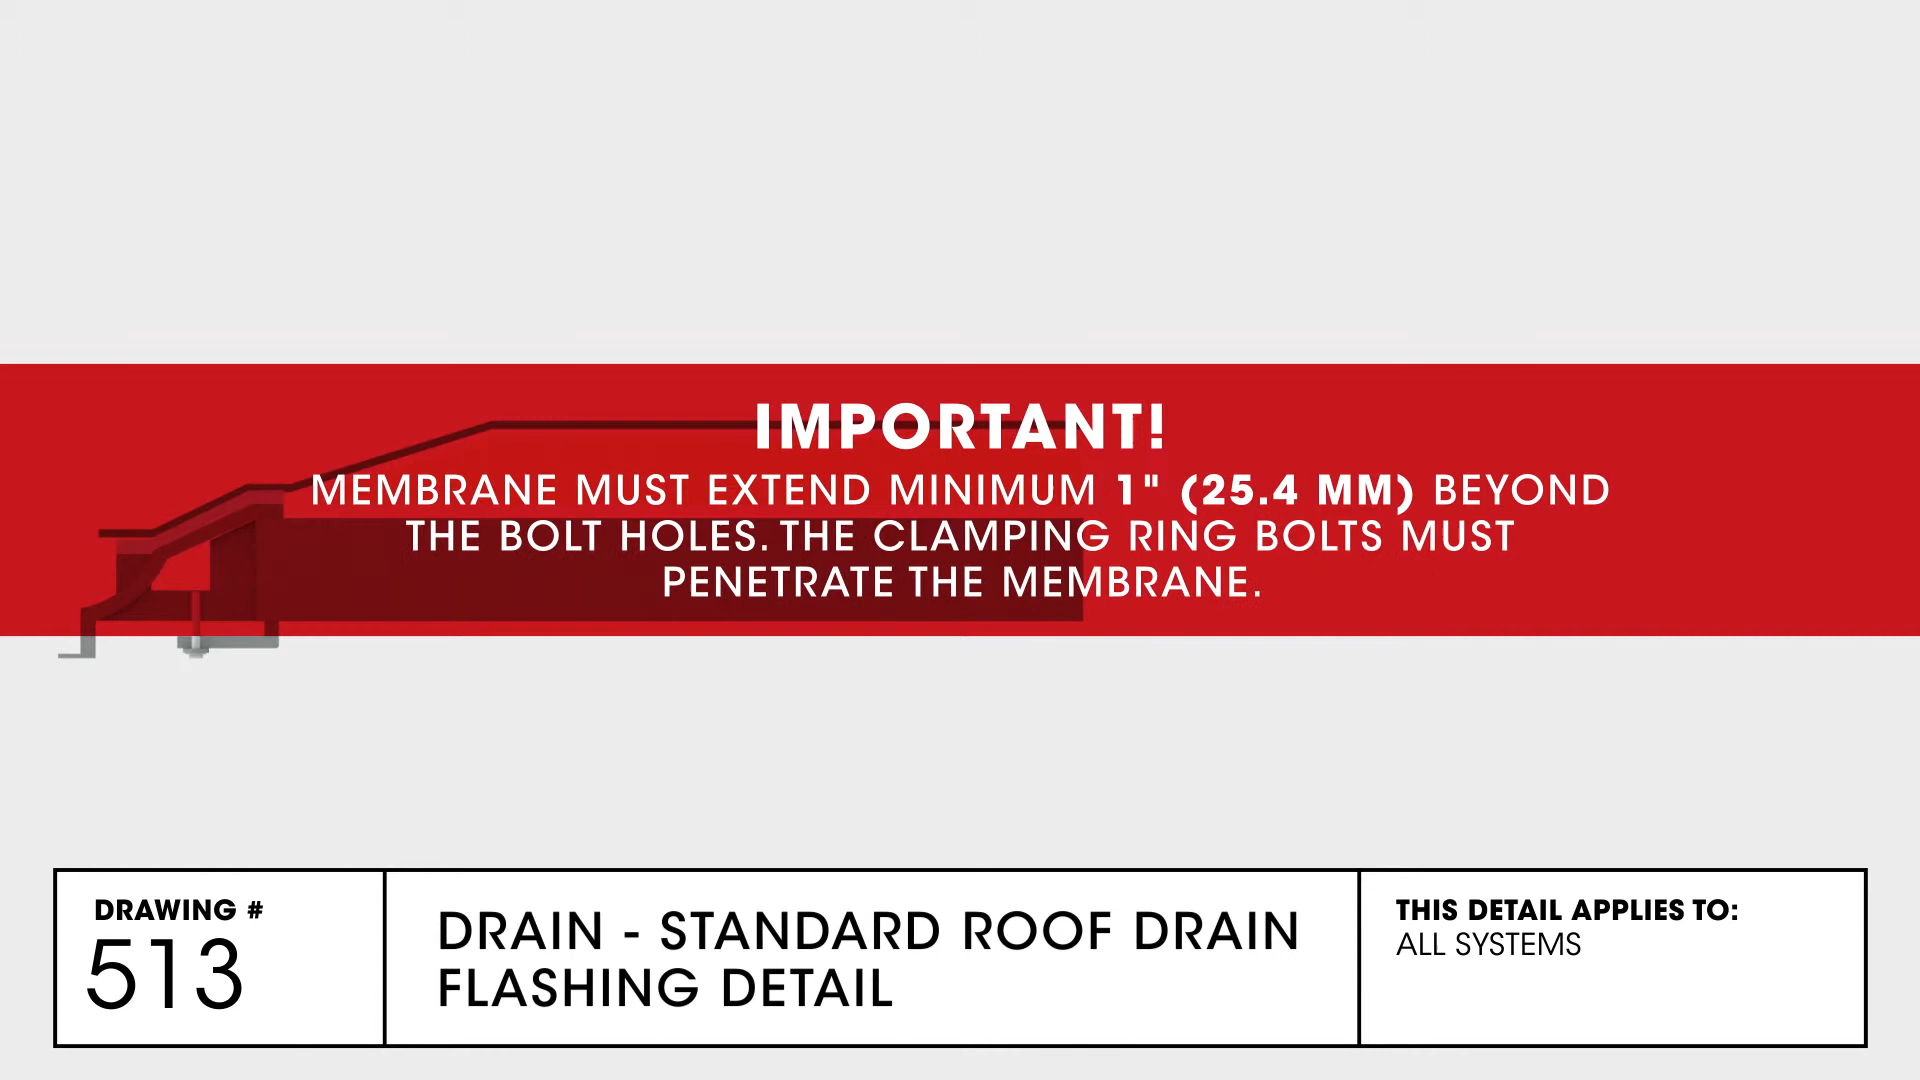 IMPORTANT!
MEMBRANE MUST EXTEND MINIMUM 1" (25.4 MM) BEYOND
THE BOLT HOLES. THE CLAMPING RING BOLTS MUST
PENETRATE THE MEMBRANE.
DRAWING #
513
DRAIN - STANDARD ROOF DRAIN
FLASHING DETAIL
THIS DETAIL APPLIES TO:
ALL SYSTEMS